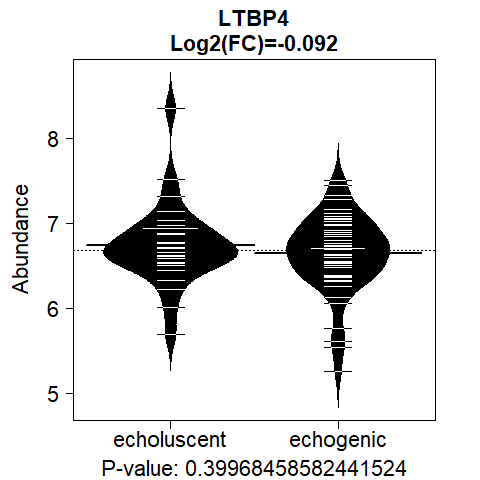 LTBP4
Log2(FC)=-0.092
Abundance
8
7
6
5
echoluscent echogenic
P-value: 0.39968458582441524